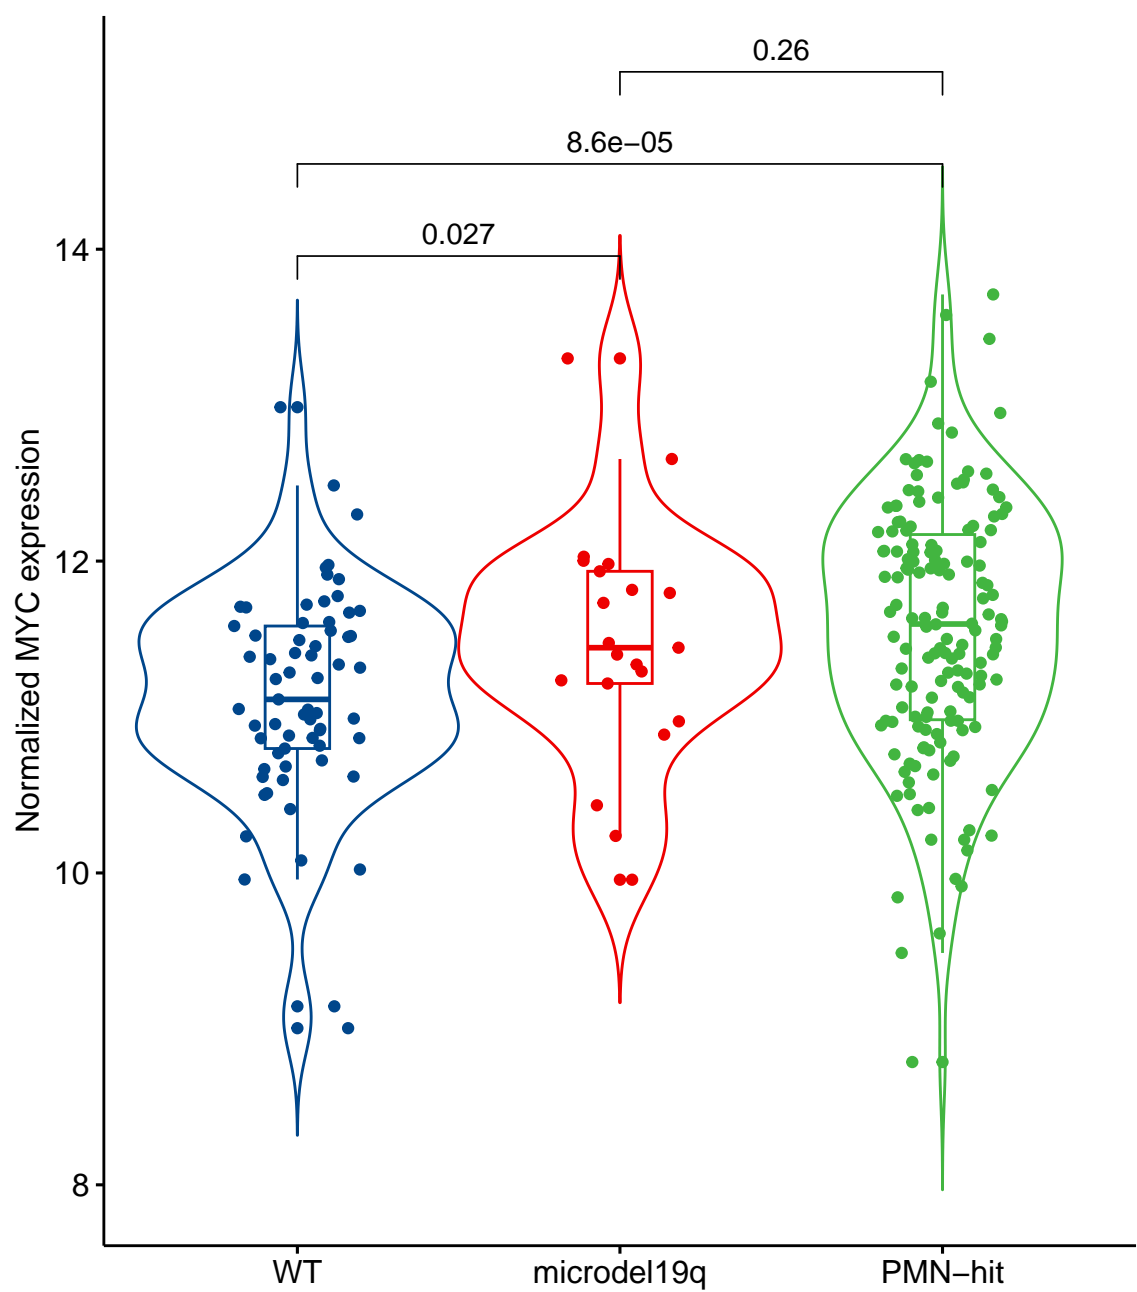 0.26
8.6e−05
0.027
Normalized MYC expression
14
12
10
8
WT
microdel19q
PMN−hit